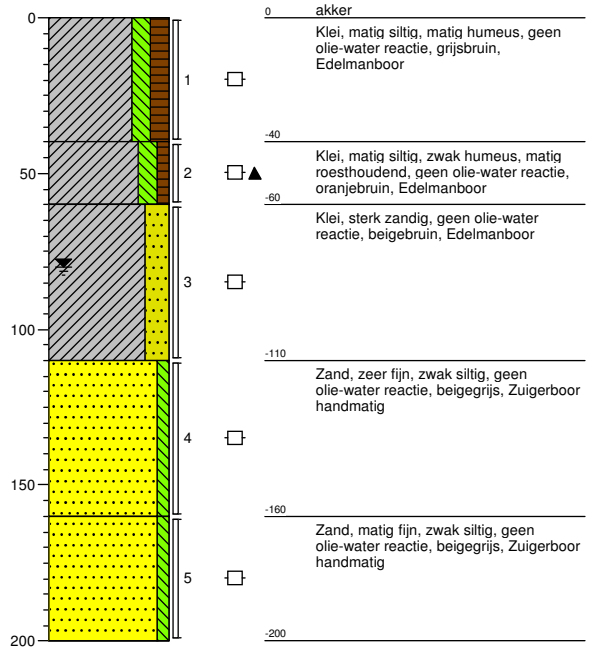 0
akker
0
Klei, matig siltig, matig humeus, geen
olie-water reactie, grijsbruin,
Edelmanboor
1
-40
Klei, matig siltig, zwak humeus, matig
roesthoudend, geen olie-water reactie,
oranjebruin, Edelmanboor
50
2
-60
Klei, sterk zandig, geen olie-water
reactie, beigebruin, Edelmanboor
3
100
-110
Zand, zeer fijn, zwak siltig, geen
olie-water reactie, beigegrijs, Zuigerboor
handmatig
4
150
-160
Zand, matig fijn, zwak siltig, geen
olie-water reactie, beigegrijs, Zuigerboor
handmatig
5
200
-200